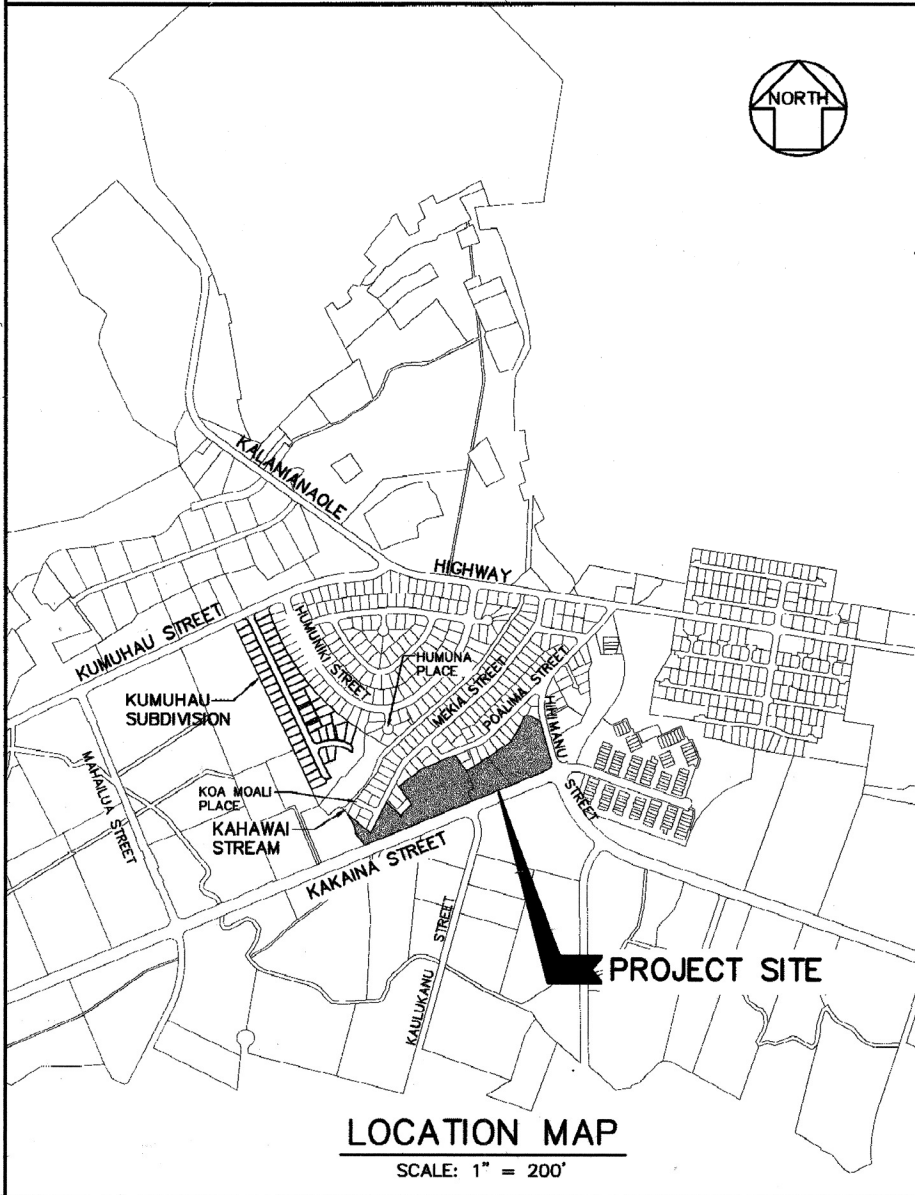 NORTH
KALANIANAOLE
HIGHWAY
KUMUHAU STREET
HUMUNIKI STREET
HUMUNA
PLACE
MEKIA STREET
POALIMA STREET
HIHIMANU
STREET
KUMUHAU
SUBDIVISION
MAHAILUA STREET
KOA MOALI
PLACE
KAHAWAI
STREAM
KAKAINA STREET
KAULUKANU STREET
PROJECT SITE
LOCATION MAP
SCALE: 1" = 200'